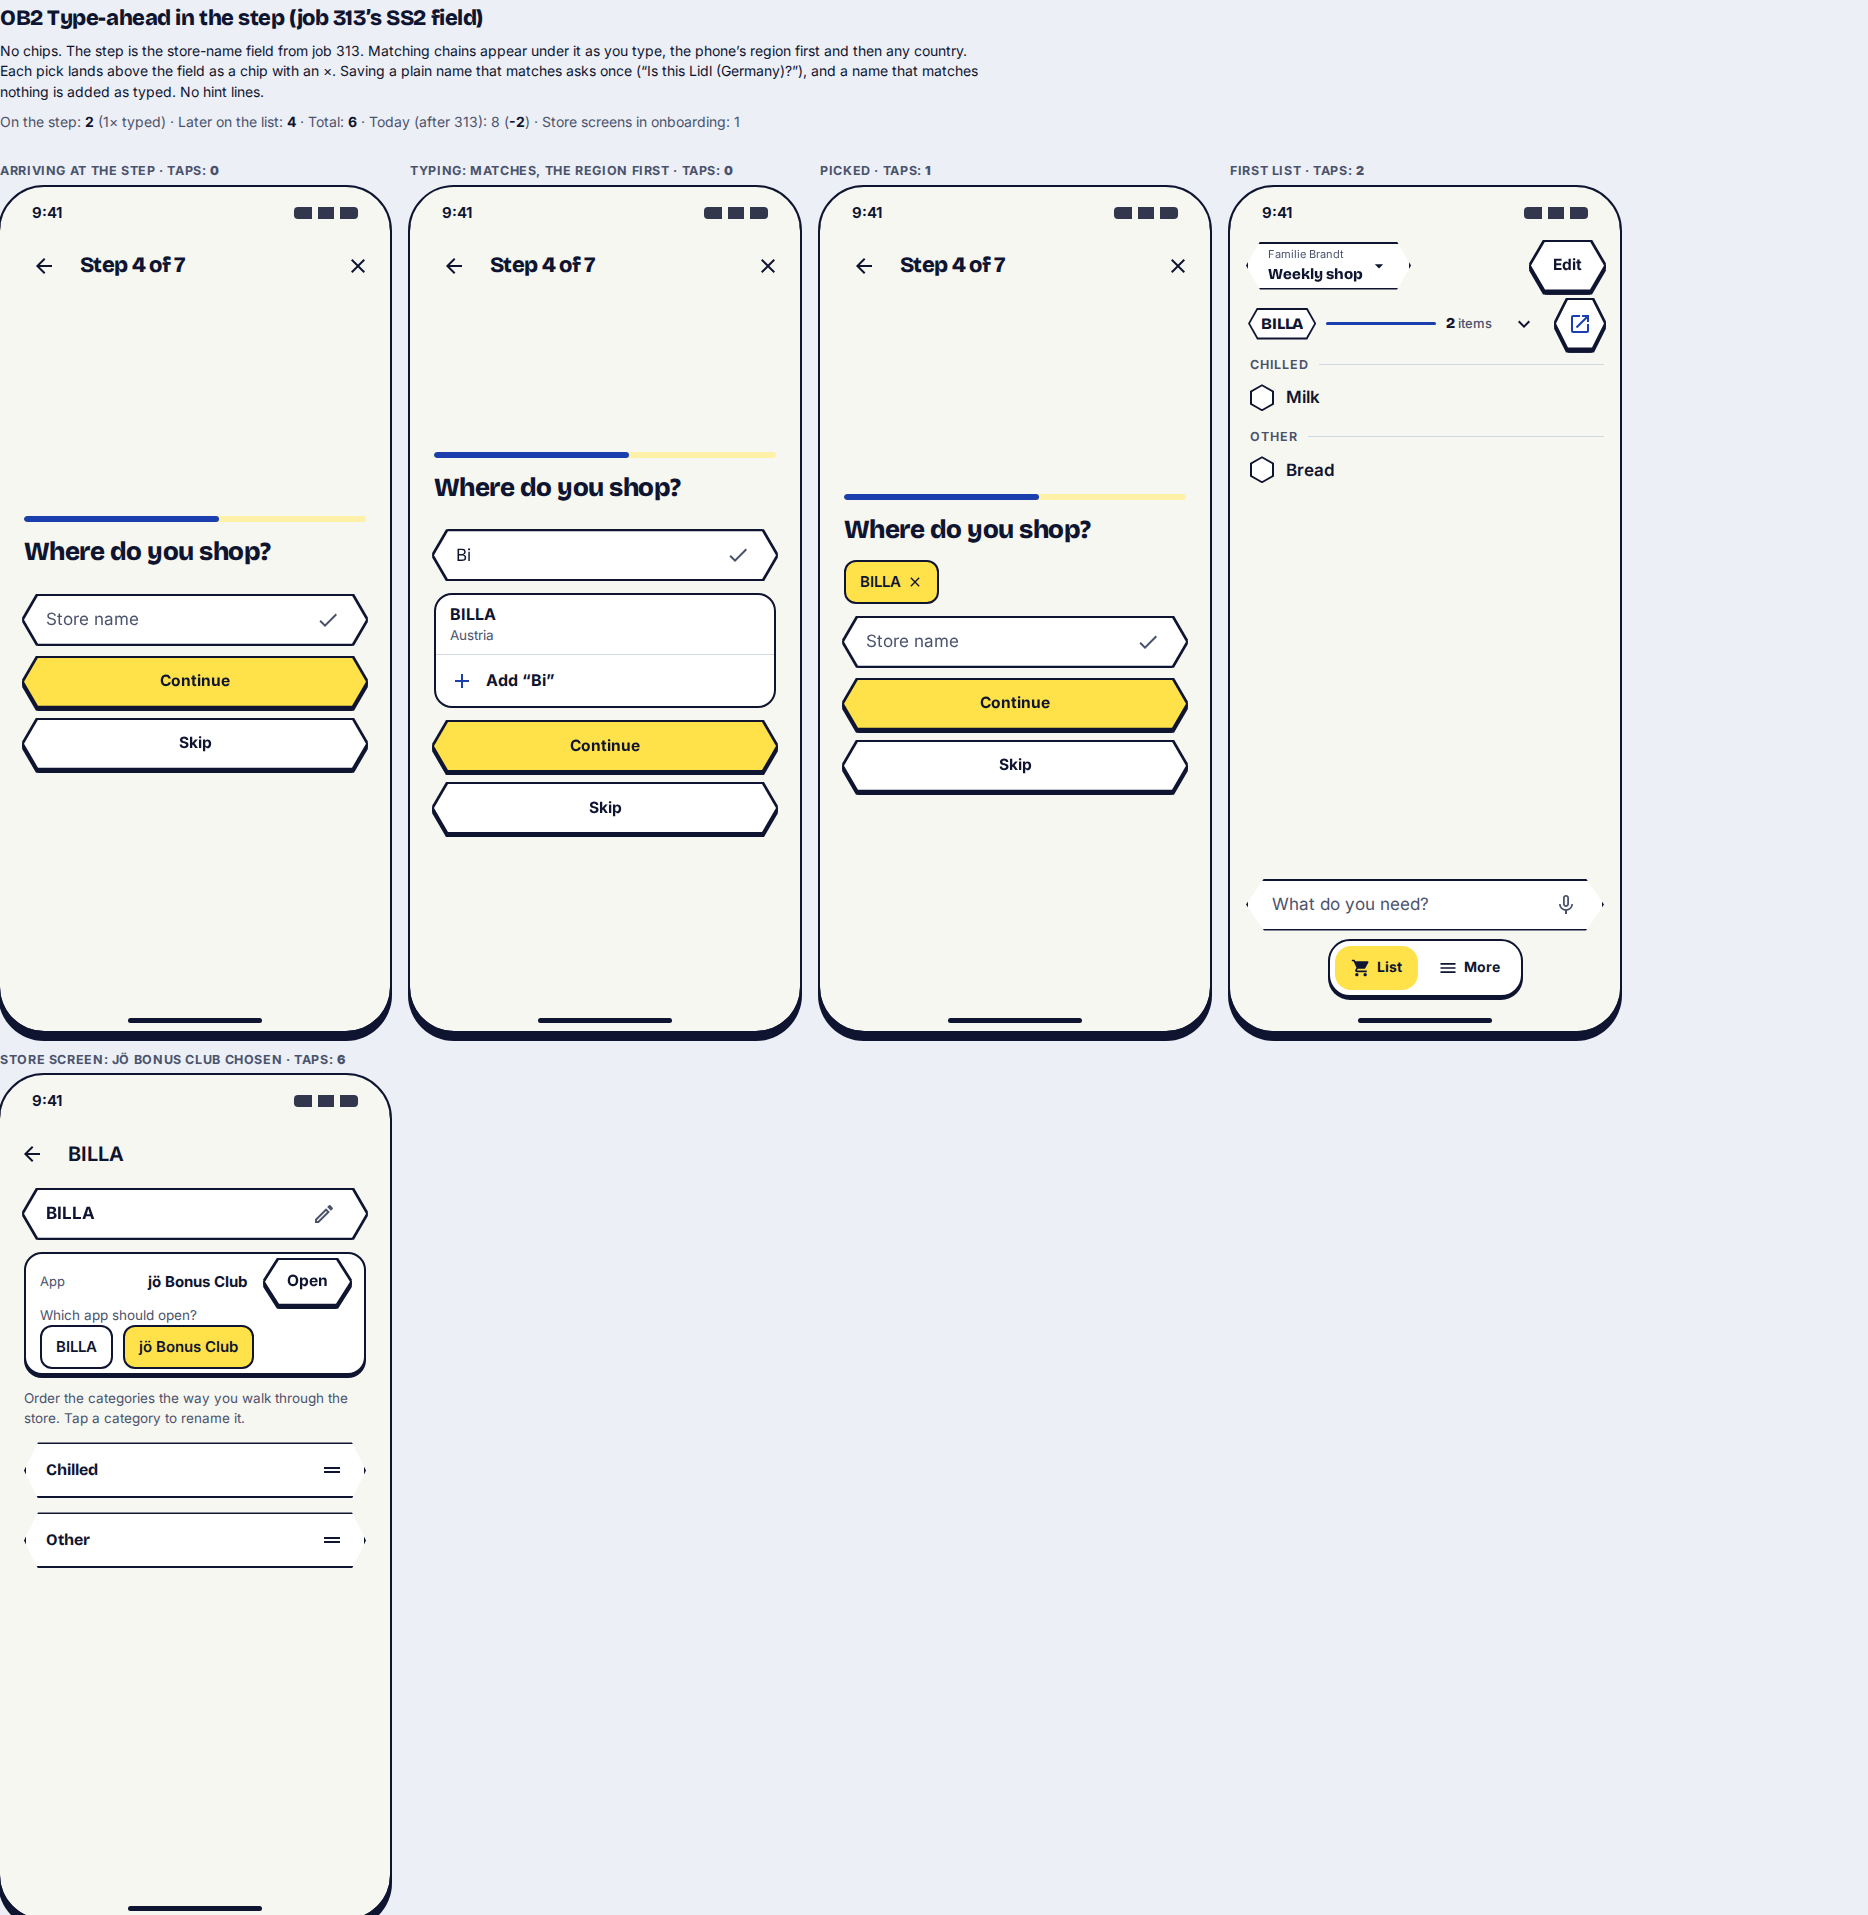 OB2 Type-ahead in the step (job 313's SS2 field)
No chips. The step is the store-name field from job 313. Matching chains appear under it as you type, the phone's region first and then any country.
Each pick lands above the field as a chip with an ×. Saving a plain name that matches asks once (“Is this Lidl (Germany)?”), and a name that matches
nothing is added as typed. No hint lines.
On the step: 2 (1× typed) · Later on the list: 4 · Total: 6 · Today (after 313): 8 (-2) · Store screens in onboarding: 1
ARRIVING AT THE STEP · TAPS: 0
9:41
Step 4 of 7
Where do you shop?
Store name
Continue
Skip
TYPING: MATCHES, THE REGION FIRST · TAPS: 0
9:41
Step 4 of 7
Where do you shop?
Bi
BILLA
Austria
Add “Bi”
Continue
Skip
PICKED · TAPS: 1
9:41
Step 4 of 7
Where do you shop?
BILLA ×
Store name
Continue
Skip
FIRST LIST · TAPS: 2
9:41
Familie Brandt
Weekly shop
Edit
BILLA
2 items
CHILLED
Milk
OTHER
Bread
What do you need?
List
More
STORE SCREEN: JÖ BONUS CLUB CHOSEN · TAPS: 6
9:41
BILLA
BILLA
App
jö Bonus Club
Open
Which app should open?
BILLA
jö Bonus Club
Order the categories the way you walk through the
store. Tap a category to rename it.
Chilled
Other